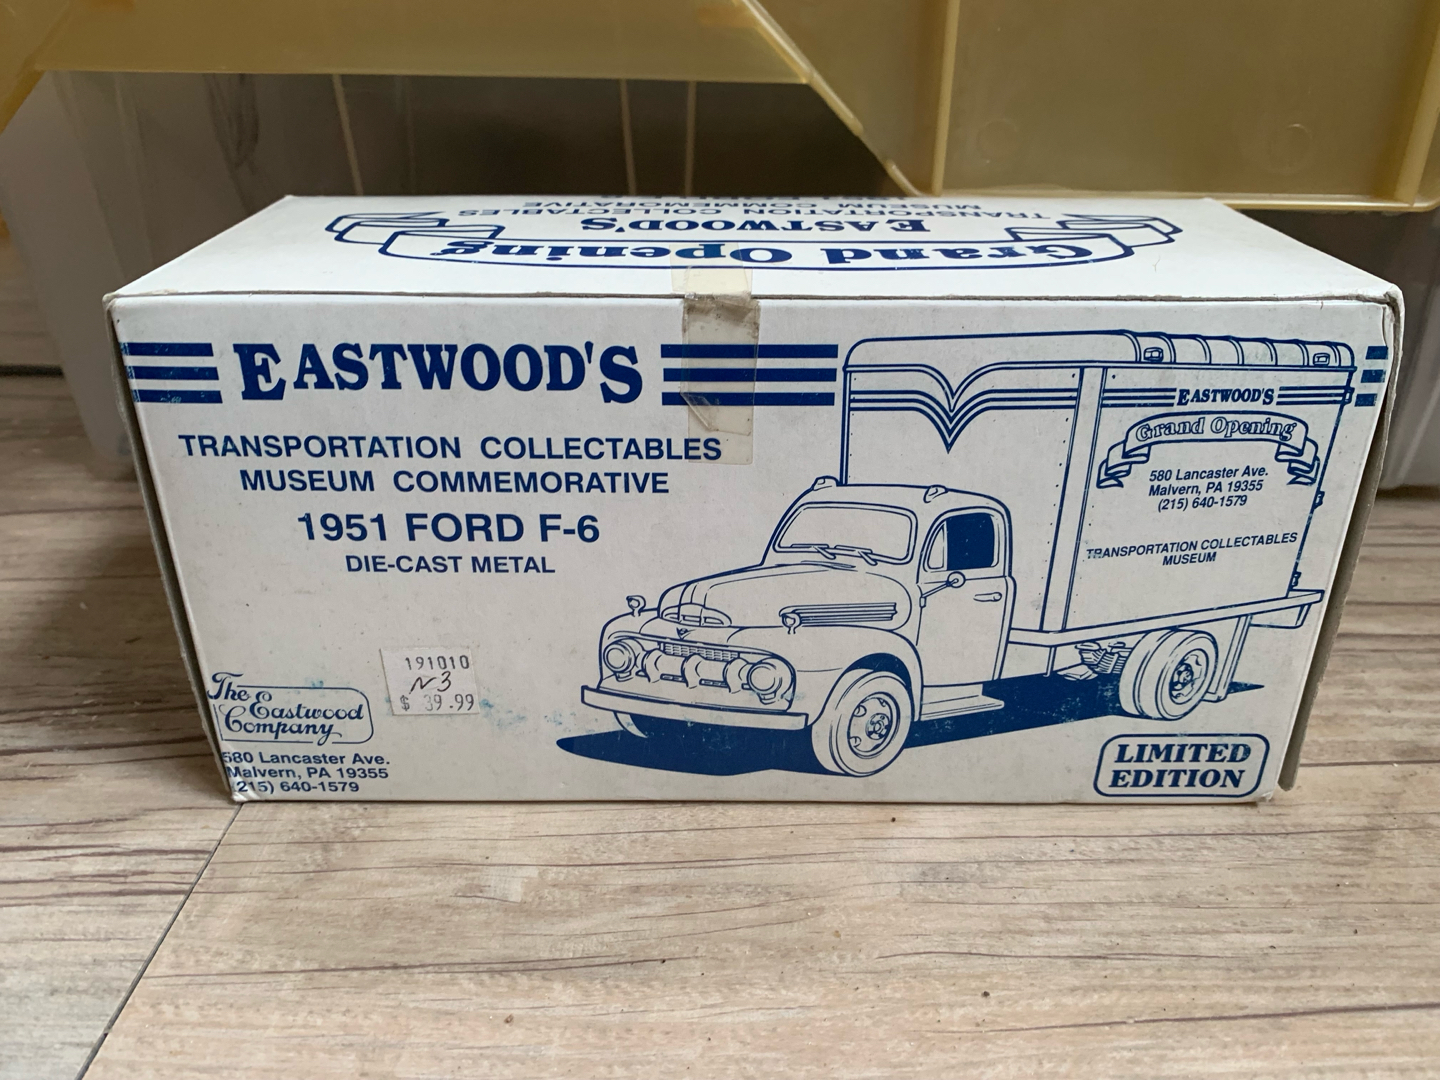 Grand Opening
EASTWOOD'S
TRANSPORTATION COLLECTABLES
MUSEUM COMMEMORATIVE
EASTWOOD'S
TRANSPORTATION COLLECTABLES
MUSEUM COMMEMORATIVE
1951 FORD F-6
DIE-CAST METAL
191010
N3
$ 39.99
The
Eastwood
Company
580 Lancaster Ave.
Malvern, PA 19355
(215) 640-1579
EASTWOOD'S
Grand Opening
580 Lancaster Ave.
Malvern, PA 19355
(215) 640-1579
TRANSPORTATION COLLECTABLES
MUSEUM
LIMITED
EDITION